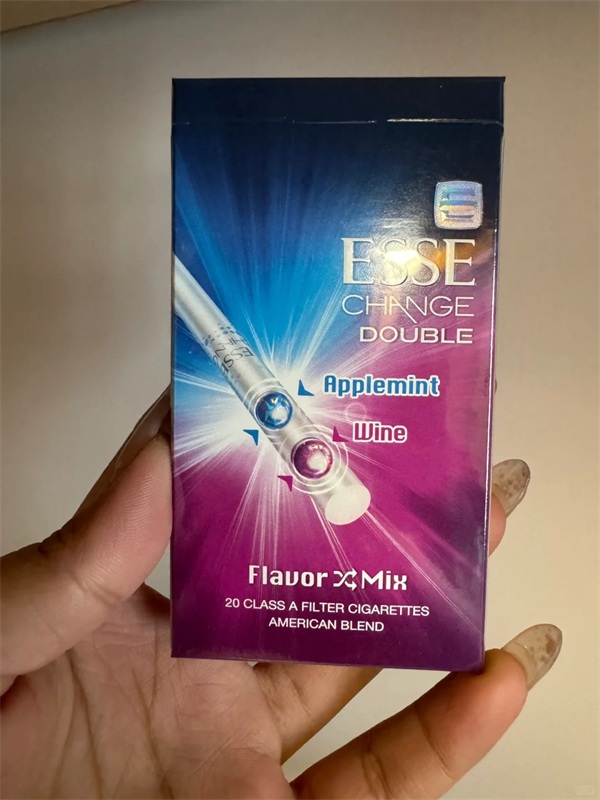 ESSE
CHANGE
DOUBLE
Applemint
Wine
Flavor Mix
20 CLASS A FILTER CIGARETTES
AMERICAN BLEND